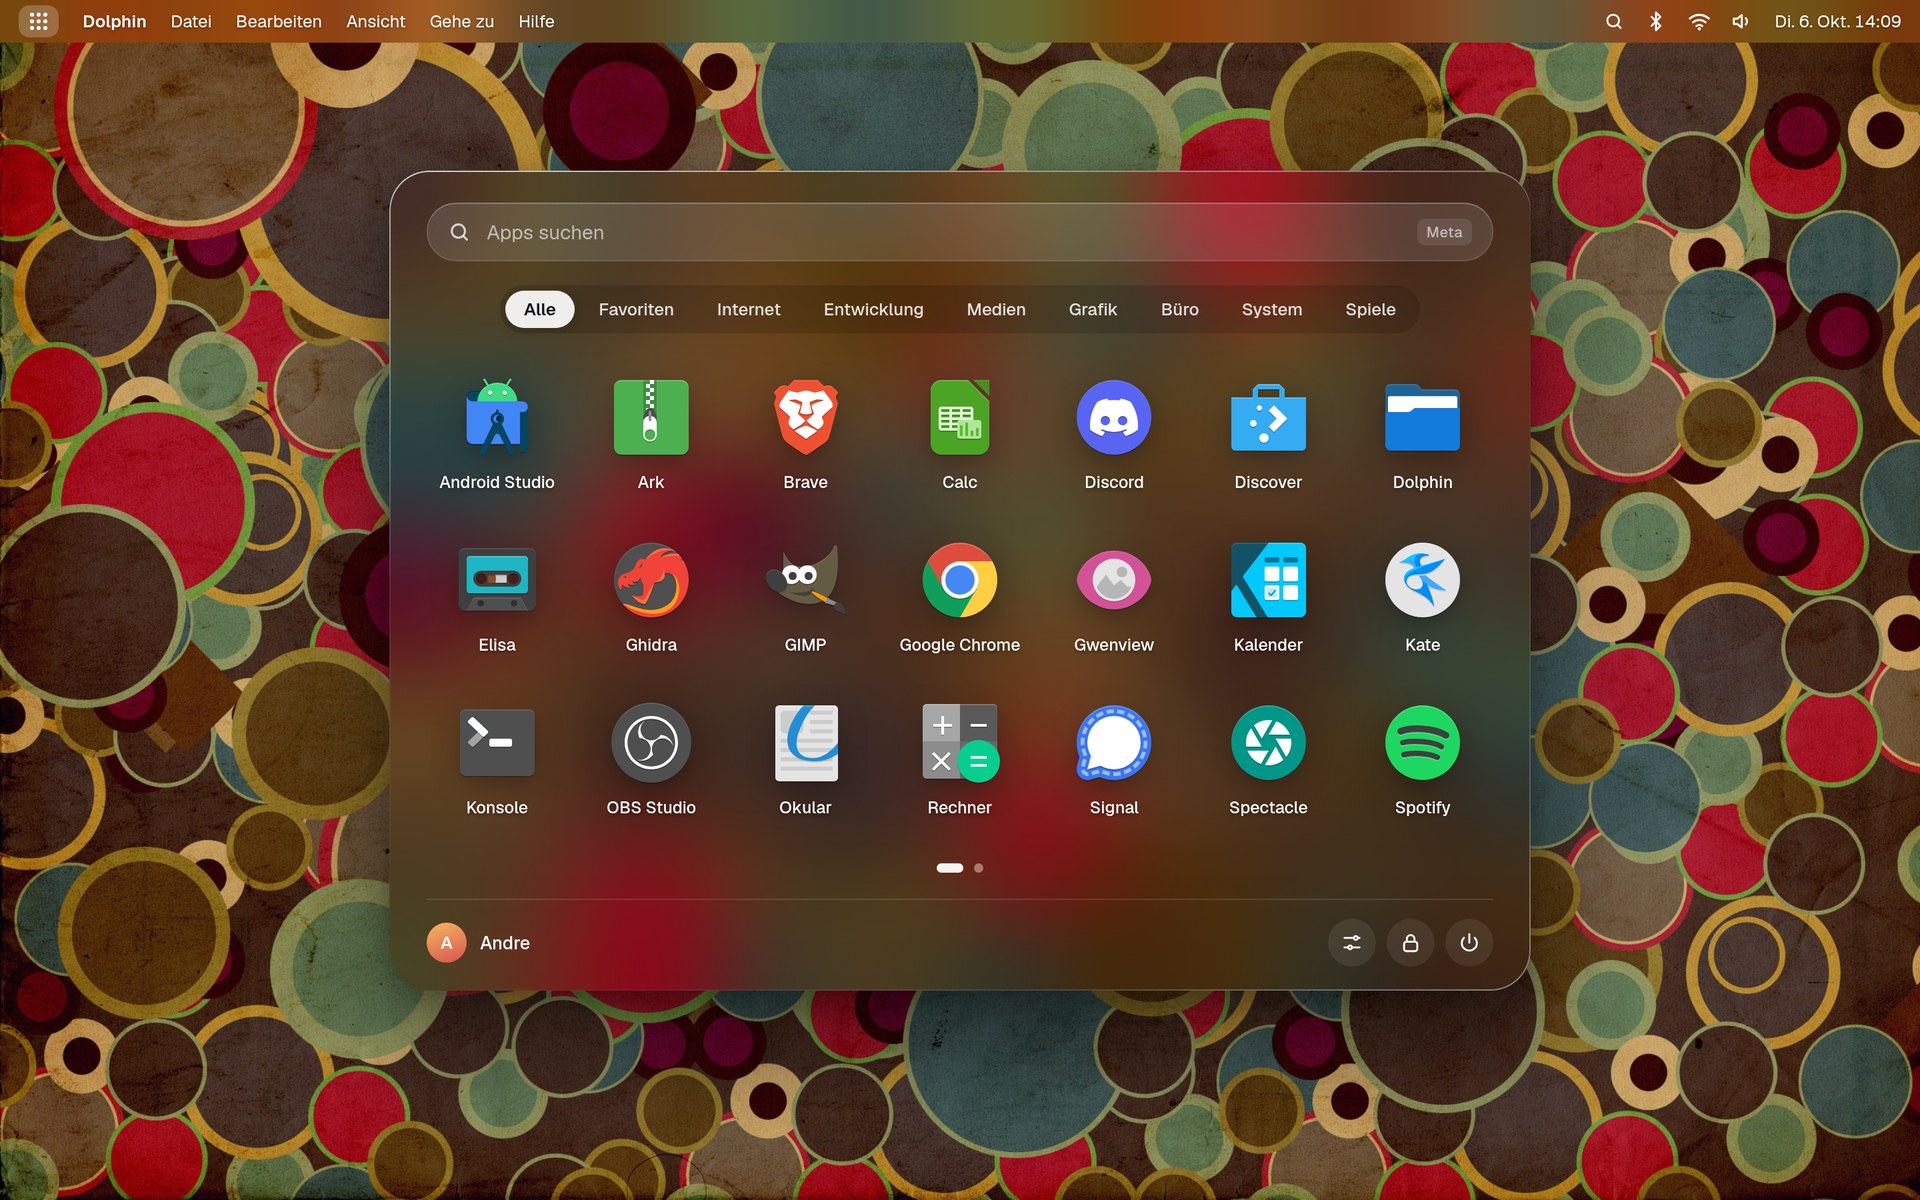 Dolphin Datei Bearbeiten Ansicht Gehe zu Hilfe Di. 6. Okt. 14:09
Apps suchen Meta
Alle Favoriten Internet Entwicklung Medien Grafik Büro System Spiele
Android Studio Ark Brave Calc Discord Discover Dolphin
Elisa Ghidra GIMP Google Chrome Gwenview Kalender Kate
Konsole OBS Studio Okular Rechner Signal Spectacle Spotify
A Andre